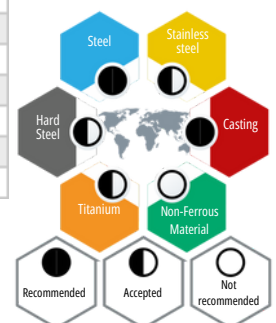 Steel
Stainless
steel
Hard
Steel
Casting
Titanium
Non-Ferrous
Material
Recommended
Accepted
Not
recommended